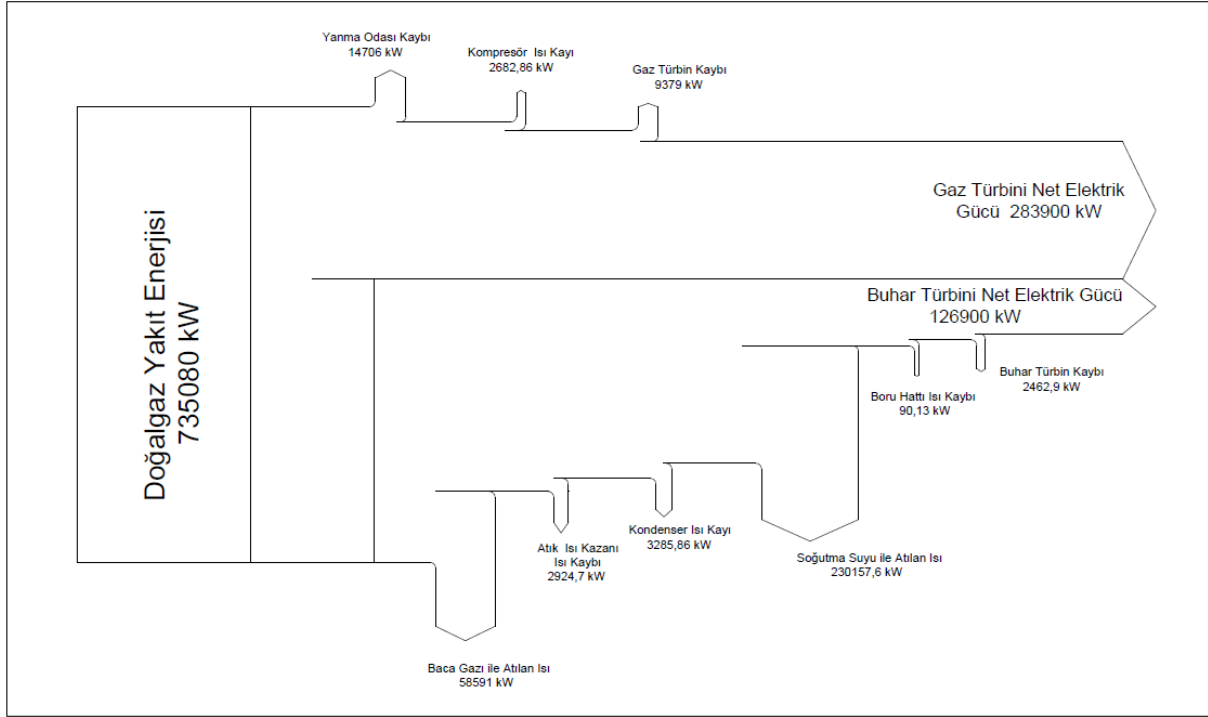 Yanma Odası Kaybı
14706 kW
Kompresör Isı Kayı
2682,86 kW
Gaz Türbin Kaybı
9379 kW
Doğalgaz Yakıt Enerjisi
735080 kW
Gaz Türbini Net Elektrik
Gücü 283900 kW
Buhar Türbini Net Elektrik Gücü
126900 kW
Buhar Türbin Kaybı
2462,9 kW
Boru Hattı Isı Kaybı
90,13 kW
Kondenser Isı Kayı
3285,86 kW
Atık Isı Kazanı
Isı Kaybı
2924,7 kW
Soğutma Suyu ile Atılan Isı
230157,6 kW
Baca Gazı ile Atılan Isı
58591 kW